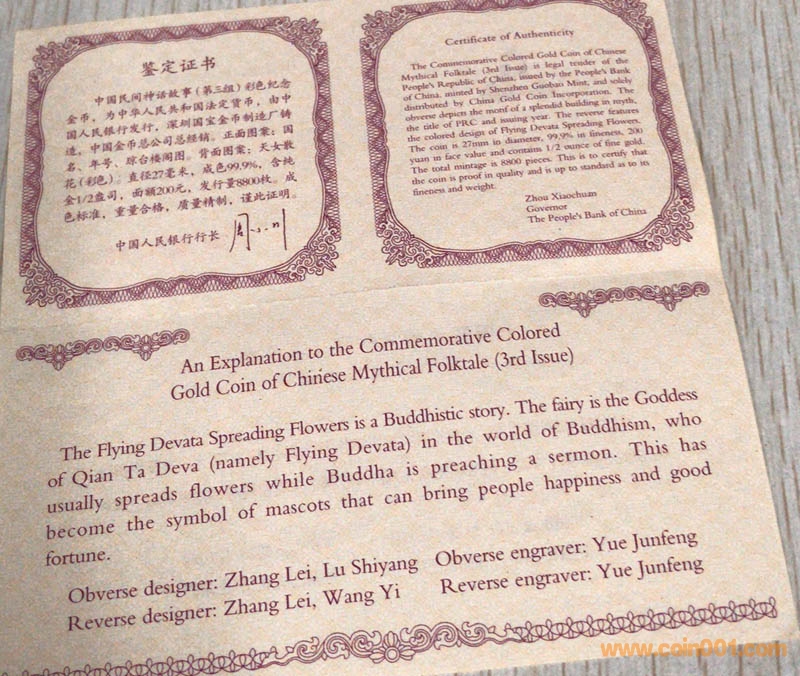 鉴定证书
中国民间神话故事(第三组)彩色纪念
金币,为中华人民共和国法定货币,由中
国人民银行发行,深圳国宝金币制造厂铸
造,中国金币总公司总经销。正面图案:国
名、年号、琼台楼阁图。背面图案:天女散
花(彩色)。直径27毫米,成色99.9%,含纯
金1/2盎司,面额200元,发行量8800枚。成
色标准,重量合格,质量精制,谨此证明。
中国人民银行行长 周小川
Certificate of Authenticity
The Commemorative Colored Gold Coin of Chinese
Mythical Folktale (3rd Issue) is legal tender of the
People's Republic of China, issued by the People's Bank
of China, minted by Shenzhen Guobao Mint, and solely
distributed by China Gold Coin Incorporation. The
obverse depicts the motif of a splendid building in myth,
the title of PRC and issuing year. The reverse features
the colored design of Flying Devata Spreading Flowers.
The coin is 27mm in diameter, 99.9% in fineness, 200
yuan in face value and contains 1/2 ounce of fine gold.
The total mintage is 8800 pieces. This is to certify that
the coin is proof in quality and is up to standard as to its
fineness and weight.
Zhou Xiaochuan
Governor
The People's Bank of China
An Explanation to the Commemorative Colored
Gold Coin of Chinese Mythical Folktale (3rd Issue)
The Flying Devata Spreading Flowers is a Buddhistic story. The fairy is the Goddess
of Qian Ta Deva (namely Flying Devata) in the world of Buddhism, who
usually spreads flowers while Buddha is preaching a sermon. This has
become the symbol of mascots that can bring people happiness and good
fortune.
Obverse designer: Zhang Lei, Lu Shiyang Obverse engraver: Yue Junfeng
Reverse designer: Zhang Lei, Wang Yi Reverse engraver: Yue Junfeng
www.coin001.com